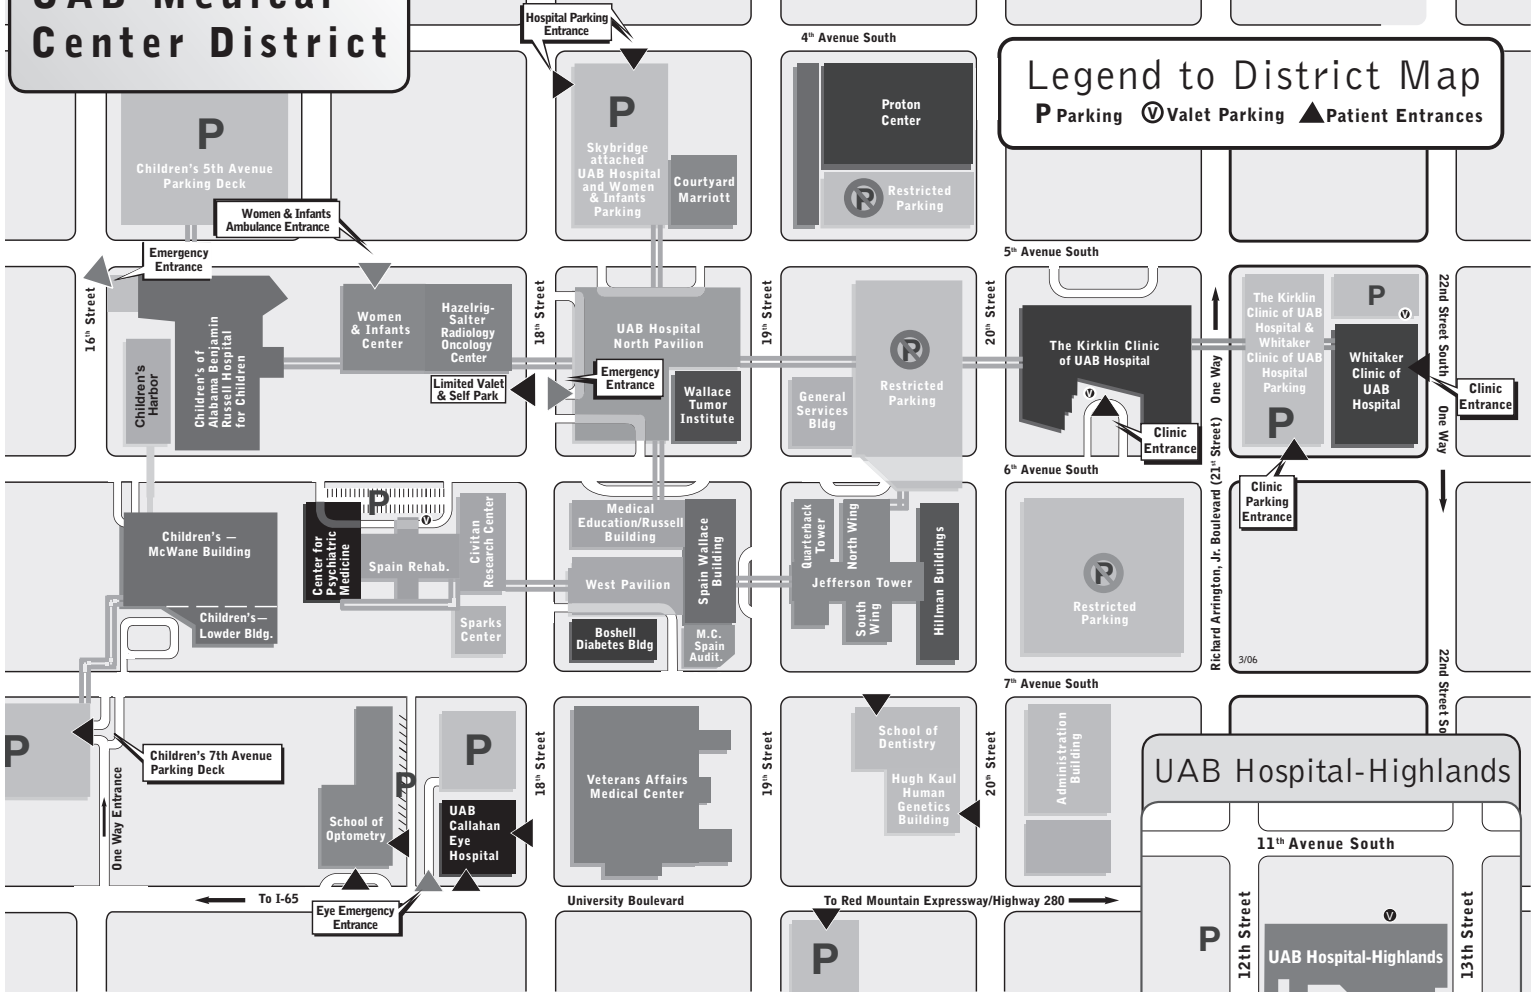 UAB Medical
Center District
Hospital Parking
Entrance
4th Avenue South
Legend to District Map
P Parking V Valet Parking Patient Entrances
P
Children's 5th Avenue
Parking Deck
P
Skybridge
attached
UAB Hospital
and Women
& Infants
Parking
Courtyard
Marriott
Proton
Center
P
Restricted
Parking
Women & Infants
Ambulance Entrance
Emergency
Entrance
5th Avenue South
16th Street
Children's
Harbor
Children's of
Alabama Benjamin
Russell Hospital
for Children
Women
& Infants
Center
Hazelrig-
Salter
Radiology
Oncology
Center
18th Street
Limited Valet
& Self Park
UAB Hospital
North Pavilion
Emergency
Entrance
Wallace
Tumor
Institute
19th Street
General
Services
Bldg
P
Restricted
Parking
20th Street
The Kirklin Clinic
of UAB Hospital
V
Clinic
Entrance
Richard Arrington, Jr. Boulevard (21st Street) One Way
The Kirklin
Clinic of UAB
Hospital &
Whitaker
Clinic of UAB
Hospital
Parking
P
P
V
Whitaker
Clinic of
UAB
Hospital
22nd Street South One Way
Clinic
Entrance
Clinic
Parking
Entrance
6th Avenue South
Children's —
McWane Building
Children's—
Lowder Bldg.
P
V
Center for
Psychiatric
Medicine
Spain Rehab.
Civitan
Research Center
Sparks
Center
Medical
Education/Russell
Building
West Pavilion
Spain Wallace
Building
Boshell
Diabetes Bldg
M.C.
Spain
Audit.
Quarterback
Tower
North Wing
Jefferson Tower
South
Wing
Hillman Buildings
P
Restricted
Parking
3/06
22nd Street So
7th Avenue South
P
Children's 7th Avenue
Parking Deck
One Way Entrance
School of
Optometry
P
P
UAB
Callahan
Eye
Hospital
18th Street
Veterans Affairs
Medical Center
19th Street
School of
Dentistry
Hugh Kaul
Human
Genetics
Building
20th Street
Administration
Building
UAB Hospital-Highlands
11th Avenue South
To I-65
Eye Emergency
Entrance
University Boulevard
To Red Mountain Expressway/Highway 280
P
P
12th Street
V
UAB Hospital-Highlands
13th Street